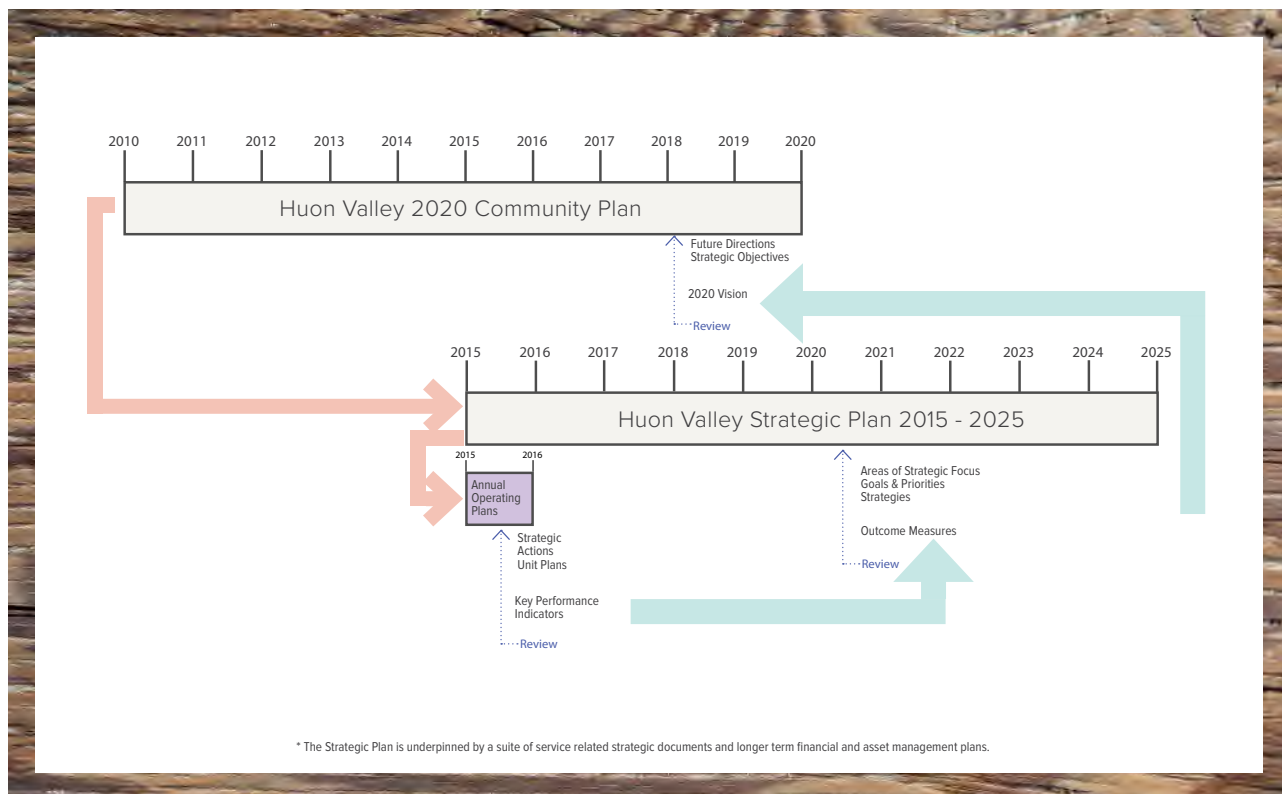 2010 2011 2012 2013 2014 2015 2016 2017 2018 2019 2020
Huon Valley 2020 Community Plan
Future Directions
Strategic Objectives
2020 Vision
Review
2015 2016 2017 2018 2019 2020 2021 2022 2023 2024 2025
Huon Valley Strategic Plan 2015 - 2025
2015 2016
Annual
Operating
Plans
Areas of Strategic Focus
Goals & Priorities
Strategies
Outcome Measures
Review
Strategic
Actions
Unit Plans
Key Performance
Indicators
Review
* The Strategic Plan is underpinned by a suite of service related strategic documents and longer term financial and asset management plans.